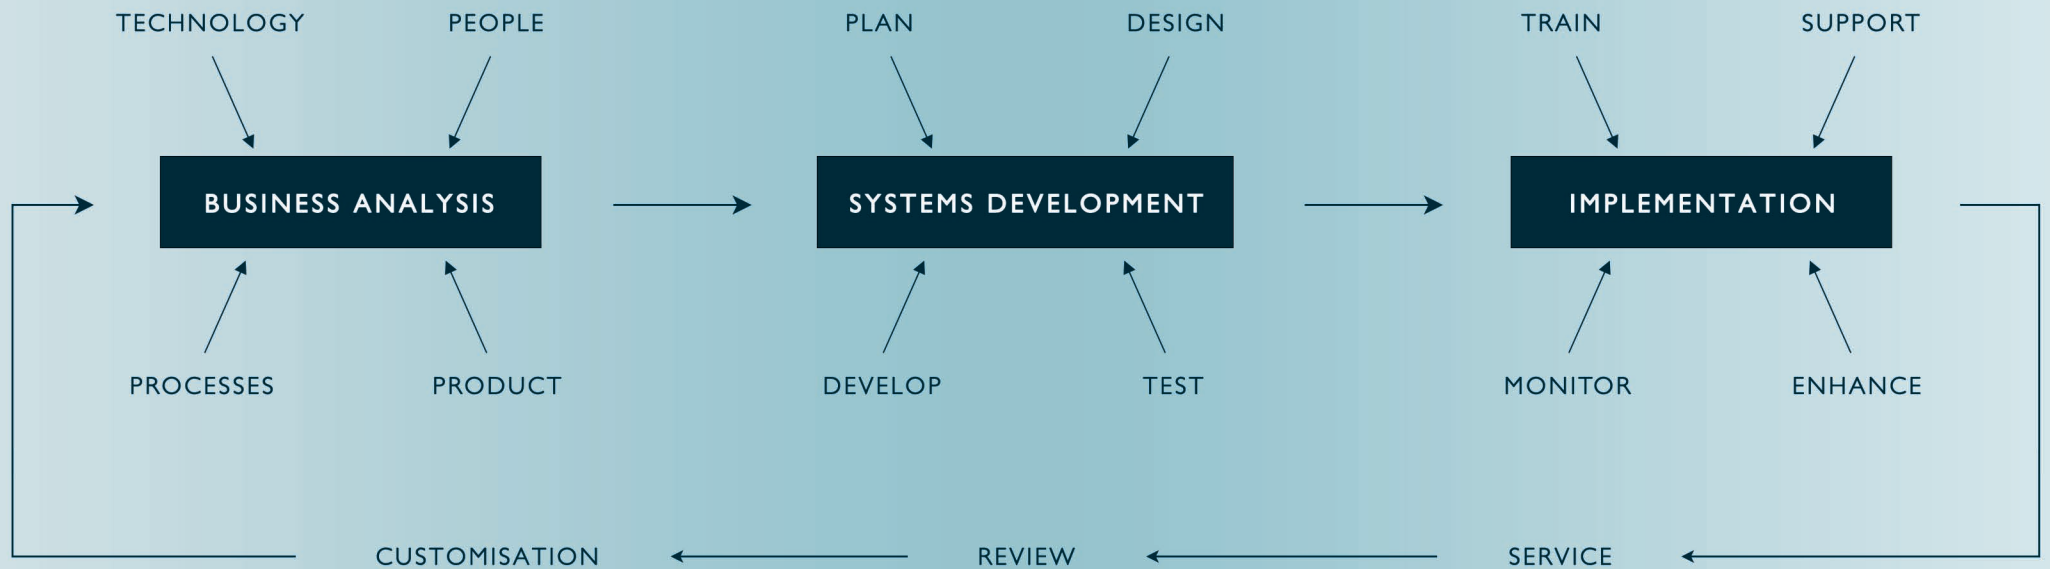 TECHNOLOGY PEOPLE PLAN DESIGN TRAIN SUPPORT
BUSINESS ANALYSIS SYSTEMS DEVELOPMENT IMPLEMENTATION
PROCESSES PRODUCT DEVELOP TEST MONITOR ENHANCE
CUSTOMISATION REVIEW SERVICE